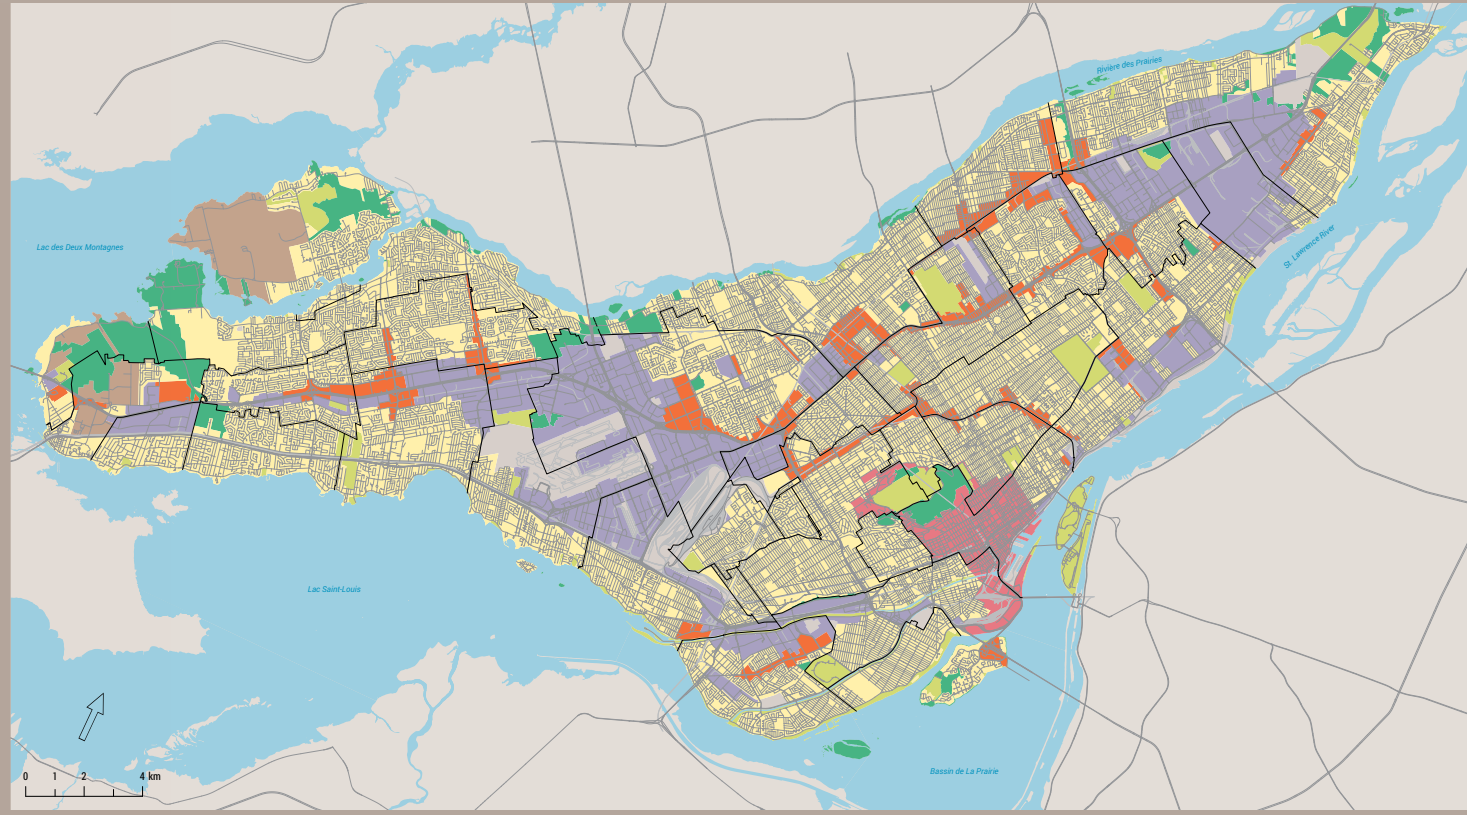 Rivière des Prairies
Lac des Deux Montagnes
St. Lawrence River
Lac Saint-Louis
Bassin de La Prairie
0 1 2 4 km